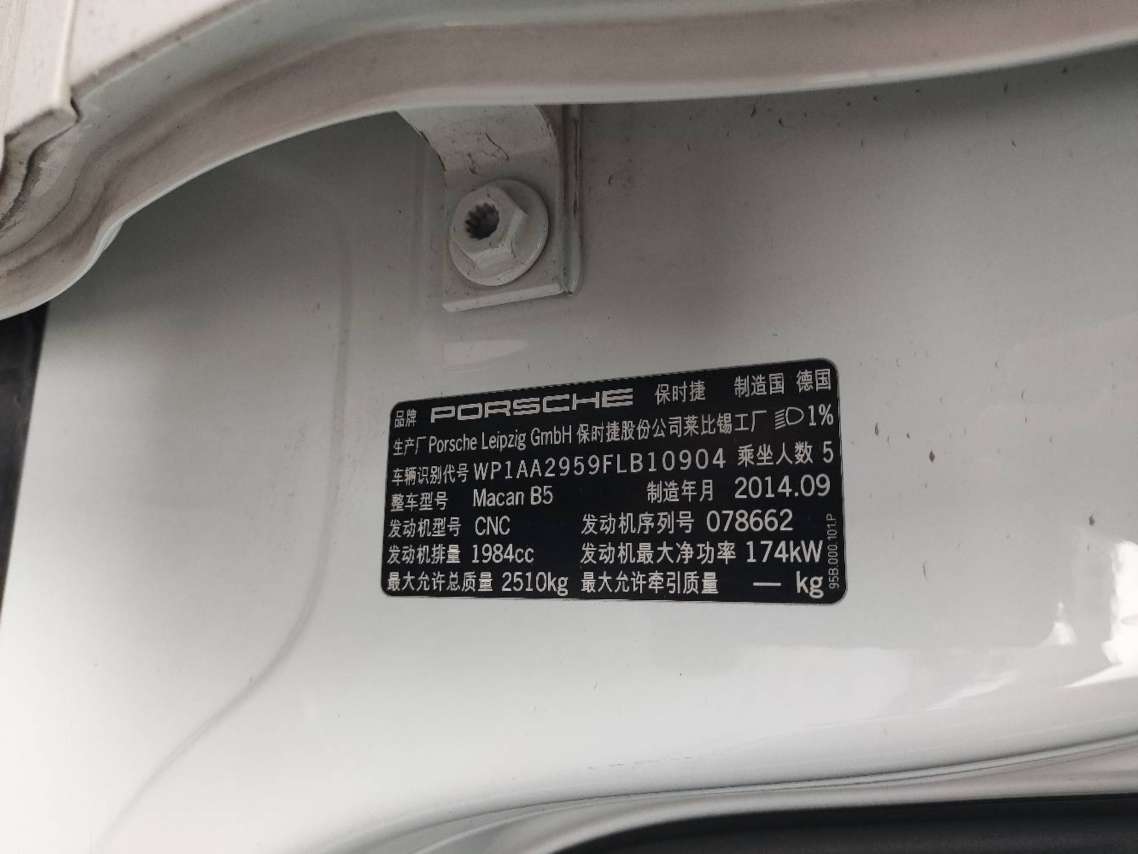 品牌 PORSCHE 保时捷 制造国 德国
生产厂 Porsche Leipzig GmbH 保时捷股份公司莱比锡工厂 1%
车辆识别代号 WP1AA2959FLB10904 乘坐人数 5
整车型号 Macan B5 制造年月 2014.09
发动机型号 CNC 发动机序列号 078662
发动机排量 1984cc 发动机最大净功率 174kW
最大允许总质量 2510kg 最大允许牵引质量 — kg
95B.000.101.P